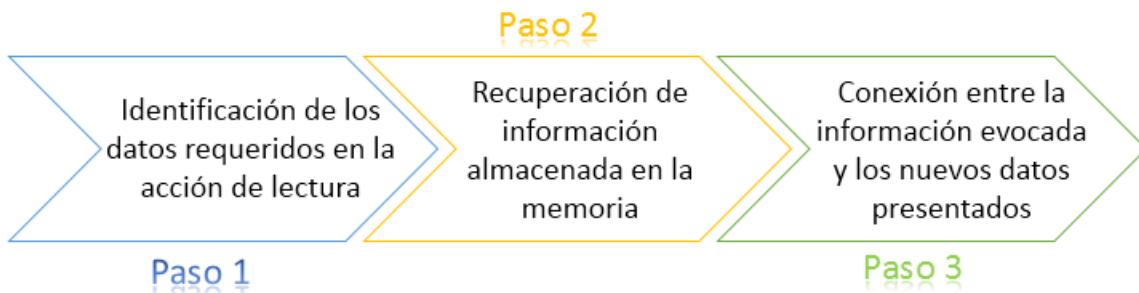 Paso 1
Identificación de los
datos requeridos en la
acción de lectura
Paso 2
Recuperación de
información
almacenada en la
memoria
Paso 3
Conexión entre la
información evocada
y los nuevos datos
presentados